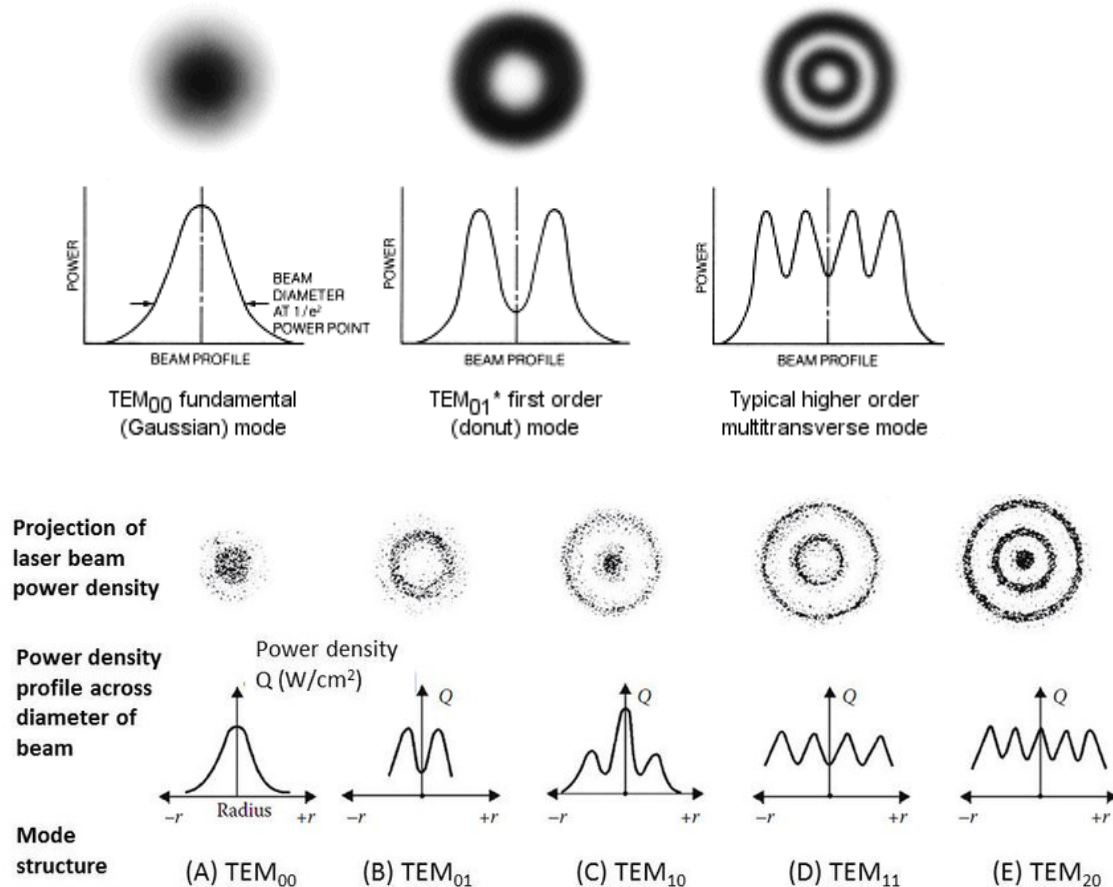 POWER
BEAM
DIAMETER
AT 1/e²
POWER POINT
BEAM PROFILE
TEM₀₀ fundamental
(Gaussian) mode
POWER
BEAM PROFILE
TEM₀₁* first order
(donut) mode
POWER
BEAM PROFILE
Typical higher order
multitransverse mode
Projection of
laser beam
power density
Power density
profile across
diameter of
beam
Power density
Q (W/cm²)
Radius
−r +r
Q
−r +r
Q
−r +r
Q
−r +r
Q
−r +r
Mode
structure
(A) TEM₀₀
(B) TEM₀₁
(C) TEM₁₀
(D) TEM₁₁
(E) TEM₂₀